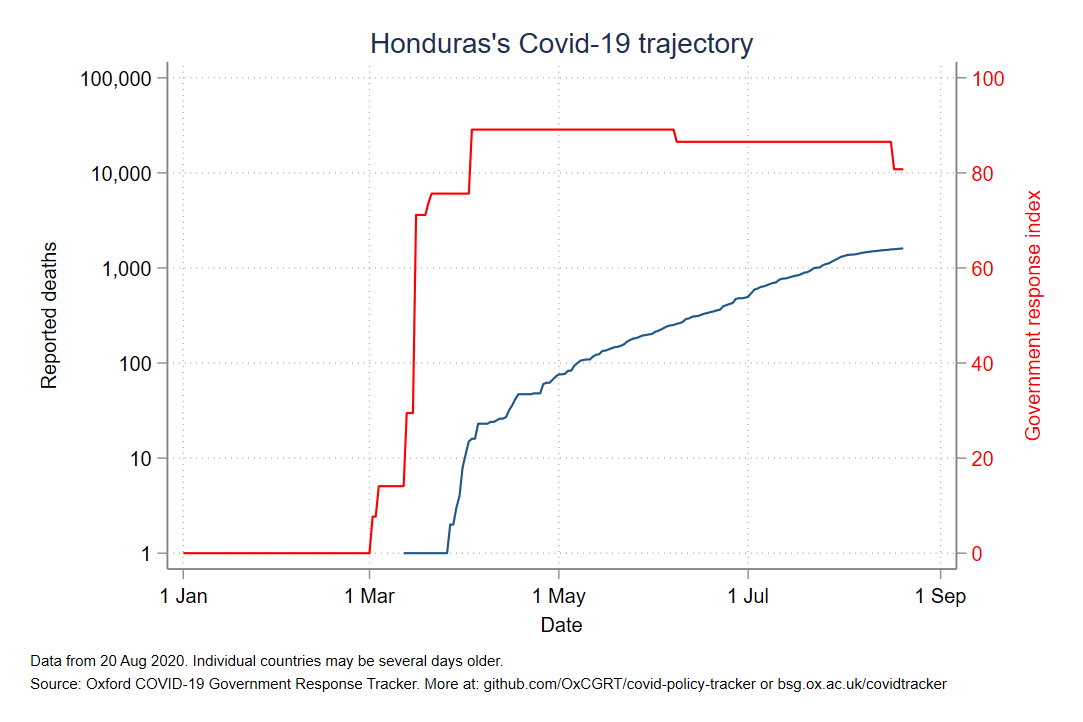 Honduras's Covid-19 trajectory
100,000
10,000
1,000
100
10
1
Reported deaths
100
80
60
40
20
0
Government response index
1 Jan
1 Mar
1 May
1 Jul
1 Sep
Date
Data from 20 Aug 2020. Individual countries may be several days older.
Source: Oxford COVID-19 Government Response Tracker. More at: github.com/OxCGRT/covid-policy-tracker or bsg.ox.ac.uk/covidtracker